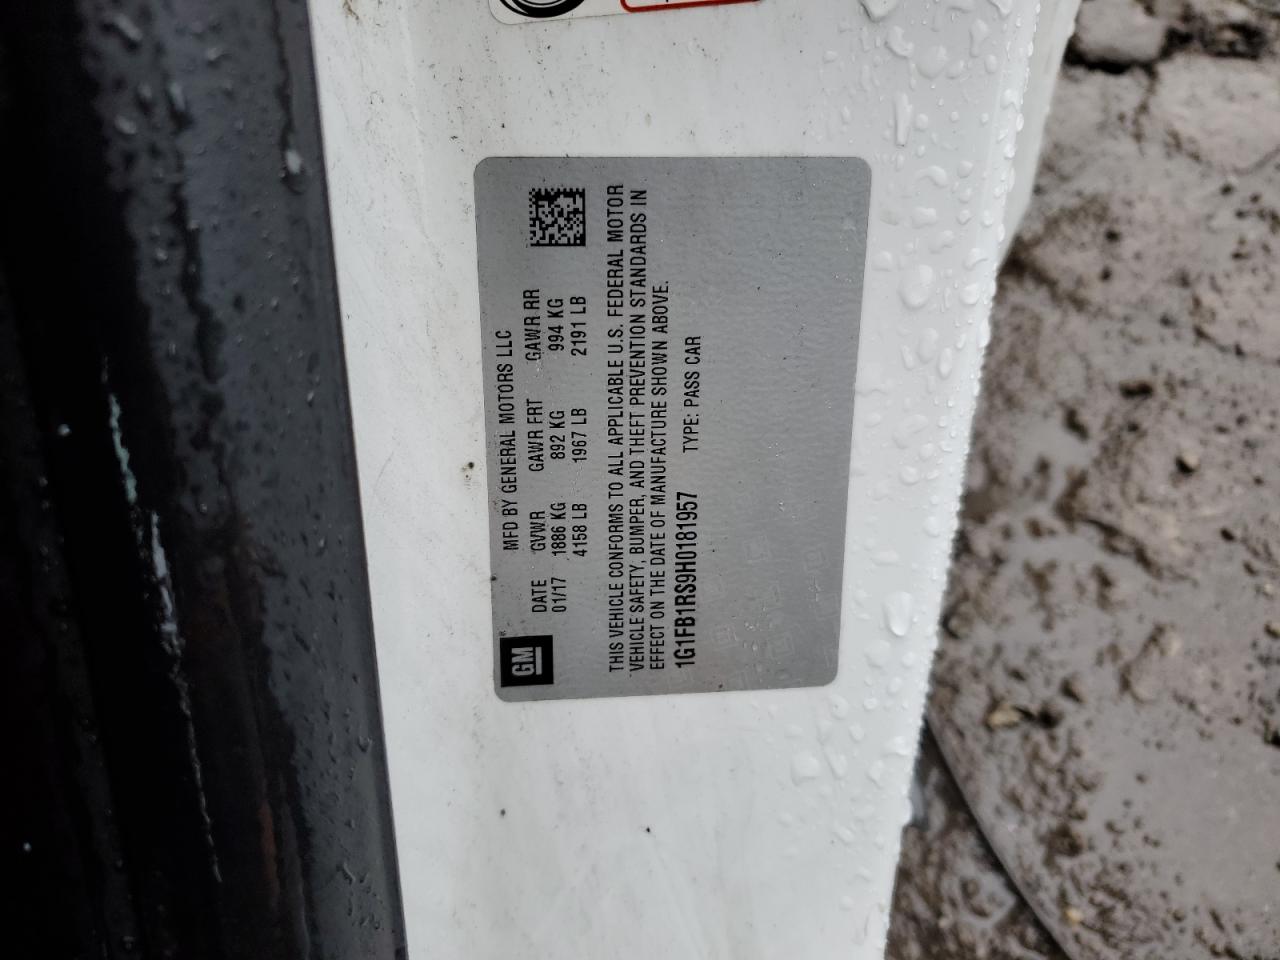 GM
MFD BY GENERAL MOTORS LLC
DATE GVWR GAWR FRT GAWR RR
01/17 1886 KG 892 KG 994 KG
4158 LB 1967 LB 2191 LB
THIS VEHICLE CONFORMS TO ALL APPLICABLE U.S. FEDERAL MOTOR
VEHICLE SAFETY, BUMPER, AND THEFT PREVENTION STANDARDS IN
EFFECT ON THE DATE OF MANUFACTURE SHOWN ABOVE.
1G1FB1RS9H0181957 TYPE: PASS CAR